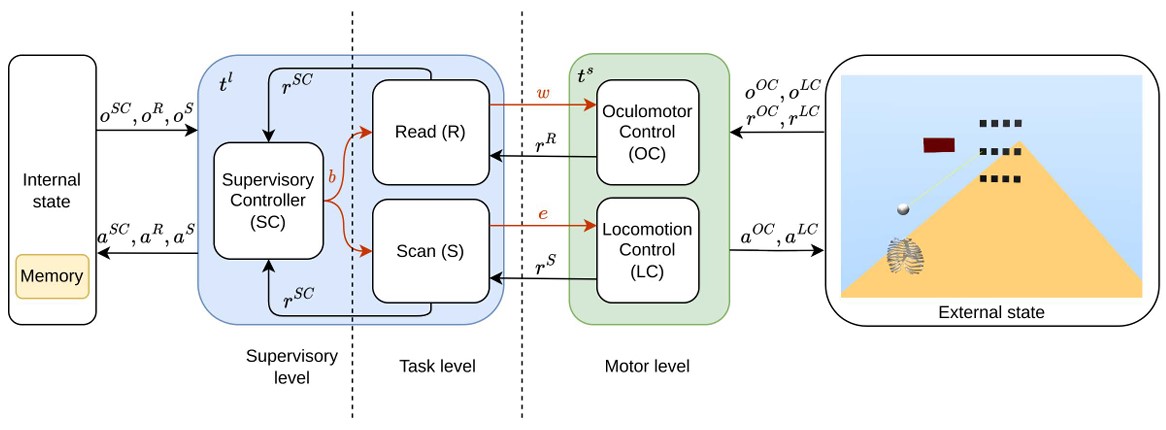 Internal
state
Memory
o^{SC}, o^{R}, o^{S}
a^{SC}, a^{R}, a^{S}
t^{l}
r^{SC}
Supervisory
Controller
(SC)
b
r^{SC}
Read (R)
Scan (S)
w
r^{R}
e
r^{S}
t^{s}
Oculomotor
Control
(OC)
Locomotion
Control
(LC)
o^{OC}, o^{LC}
r^{OC}, r^{LC}
a^{OC}, a^{LC}
External state
Supervisory
level
Task level
Motor level